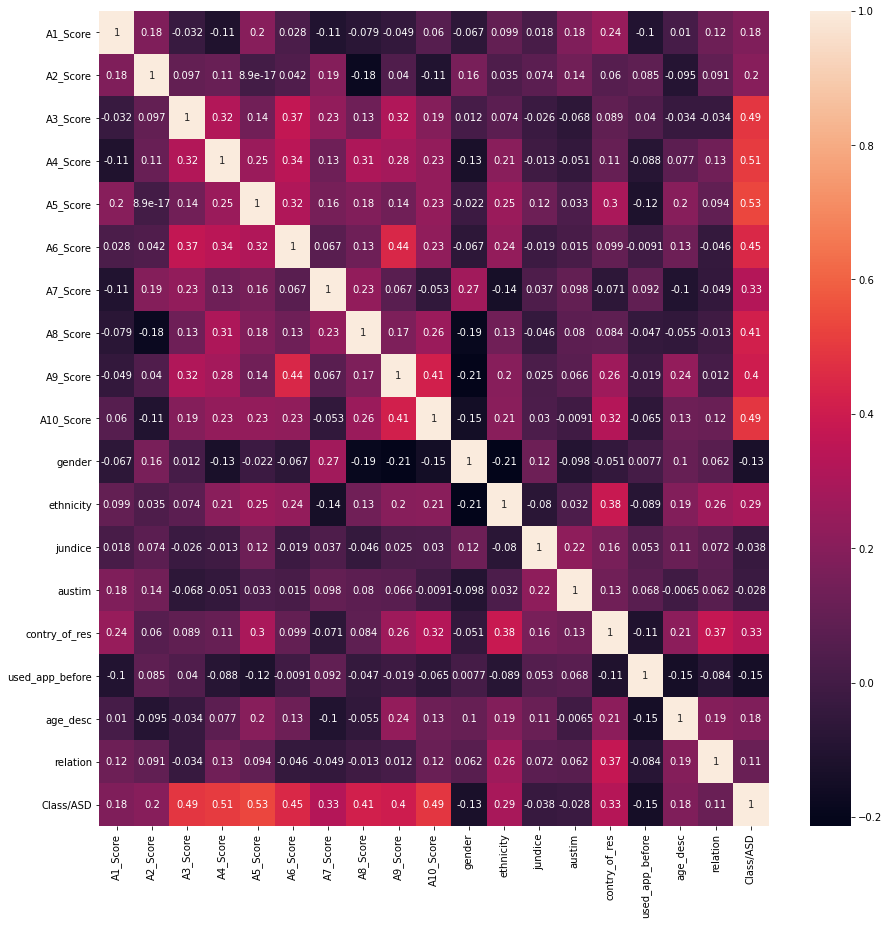 A1_Score 1 0.18 -0.032 -0.11 0.2 0.028 -0.11 -0.079 -0.049 0.06 -0.067 0.099 0.018 0.18 0.24 -0.1 0.01 0.12 0.18
A2_Score 0.18 1 0.097 0.11 8.9e-17 0.042 0.19 -0.18 0.04 -0.11 0.16 0.035 0.074 0.14 0.06 0.085 -0.095 0.091 0.2
A3_Score -0.032 0.097 1 0.32 0.14 0.37 0.23 0.13 0.32 0.19 0.012 0.074 -0.026 -0.068 0.089 0.04 -0.034 -0.034 0.49
A4_Score -0.11 0.11 0.32 1 0.25 0.34 0.13 0.31 0.28 0.23 -0.13 0.21 -0.013 -0.051 0.11 -0.088 0.077 0.13 0.51
A5_Score 0.2 8.9e-17 0.14 0.25 1 0.32 0.16 0.18 0.14 0.23 -0.022 0.25 0.12 0.033 0.3 -0.12 0.2 0.094 0.53
A6_Score 0.028 0.042 0.37 0.34 0.32 1 0.067 0.13 0.44 0.23 -0.067 0.24 -0.019 0.015 0.099 -0.0091 0.13 -0.046 0.45
A7_Score -0.11 0.19 0.23 0.13 0.16 0.067 1 0.23 0.067 -0.053 0.27 -0.14 0.037 0.098 -0.071 0.092 -0.1 -0.049 0.33
A8_Score -0.079 -0.18 0.13 0.31 0.18 0.13 0.23 1 0.17 0.26 -0.19 0.13 -0.046 0.08 0.084 -0.047 -0.055 -0.013 0.41
A9_Score -0.049 0.04 0.32 0.28 0.14 0.44 0.067 0.17 1 0.41 -0.21 0.2 0.025 0.066 0.26 -0.019 0.24 0.012 0.4
A10_Score 0.06 -0.11 0.19 0.23 0.23 0.23 -0.053 0.26 0.41 1 -0.15 0.21 0.03 -0.0091 0.32 -0.065 0.13 0.12 0.49
gender -0.067 0.16 0.012 -0.13 -0.022 -0.067 0.27 -0.19 -0.21 -0.15 1 -0.21 0.12 -0.098 -0.051 0.0077 0.1 0.062 -0.13
ethnicity 0.099 0.035 0.074 0.21 0.25 0.24 -0.14 0.13 0.2 0.21 -0.21 1 -0.08 0.032 0.38 -0.089 0.19 0.26 0.29
jundice 0.018 0.074 -0.026 -0.013 0.12 -0.019 0.037 -0.046 0.025 0.03 0.12 -0.08 1 0.22 0.16 0.053 0.11 0.072 -0.038
austim 0.18 0.14 -0.068 -0.051 0.033 0.015 0.098 0.08 0.066 -0.0091 -0.098 0.032 0.22 1 0.13 0.068 -0.0065 0.062 -0.028
contry_of_res 0.24 0.06 0.089 0.11 0.3 0.099 -0.071 0.084 0.26 0.32 -0.051 0.38 0.16 0.13 1 -0.11 0.21 0.37 0.33
used_app_before -0.1 0.085 0.04 -0.088 -0.12 -0.0091 0.092 -0.047 -0.019 -0.065 0.0077 -0.089 0.053 0.068 -0.11 1 -0.15 -0.084 -0.15
age_desc 0.01 -0.095 -0.034 0.077 0.2 0.13 -0.1 -0.055 0.24 0.13 0.1 0.19 0.11 -0.0065 0.21 -0.15 1 0.19 0.18
relation 0.12 0.091 -0.034 0.13 0.094 -0.046 -0.049 -0.013 0.012 0.12 0.062 0.26 0.072 0.062 0.37 -0.084 0.19 1 0.11
Class/ASD 0.18 0.2 0.49 0.51 0.53 0.45 0.33 0.41 0.4 0.49 -0.13 0.29 -0.038 -0.028 0.33 -0.15 0.18 0.11 1
A1_Score A2_Score A3_Score A4_Score A5_Score A6_Score A7_Score A8_Score A9_Score A10_Score gender ethnicity jundice austim contry_of_res used_app_before age_desc relation Class/ASD
1.0
0.8
0.6
0.4
0.2
0.0
−0.2